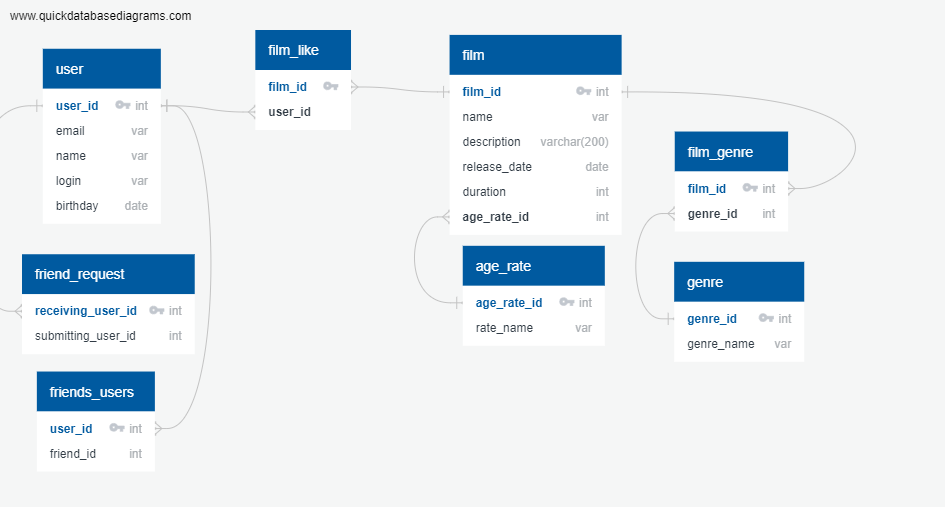 www.quickdatabasediagrams.com
user
user_id int
email var
name var
login var
birthday date
film_like
film_id
user_id
film
film_id int
name var
description varchar(200)
release_date date
duration int
age_rate_id int
film_genre
film_id int
genre_id int
friend_request
receiving_user_id int
submitting_user_id int
age_rate
age_rate_id int
rate_name var
genre
genre_id int
genre_name var
friends_users
user_id int
friend_id int